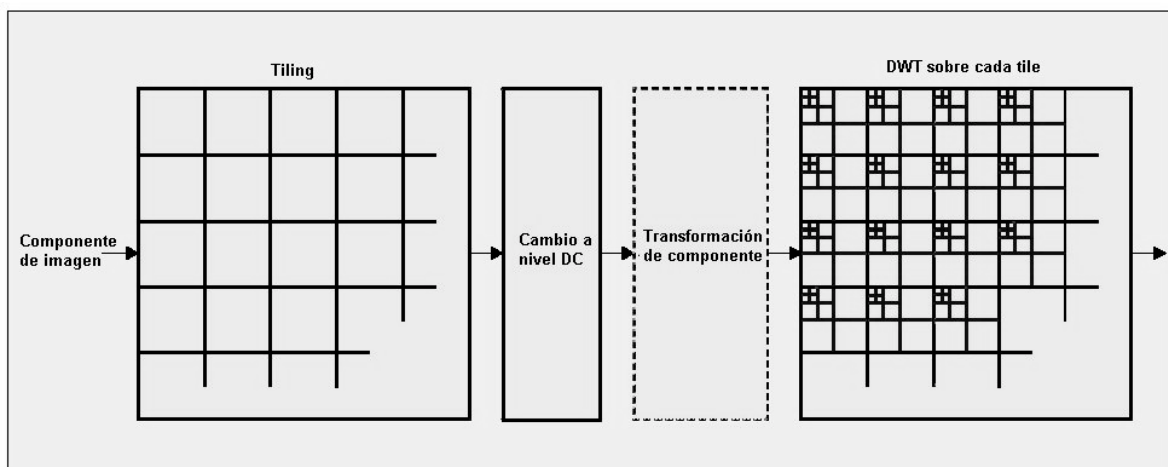 Tiling
DWT sobre cada tile
Componente
de imagen
Cambio a
nivel DC
Transformación
de componente